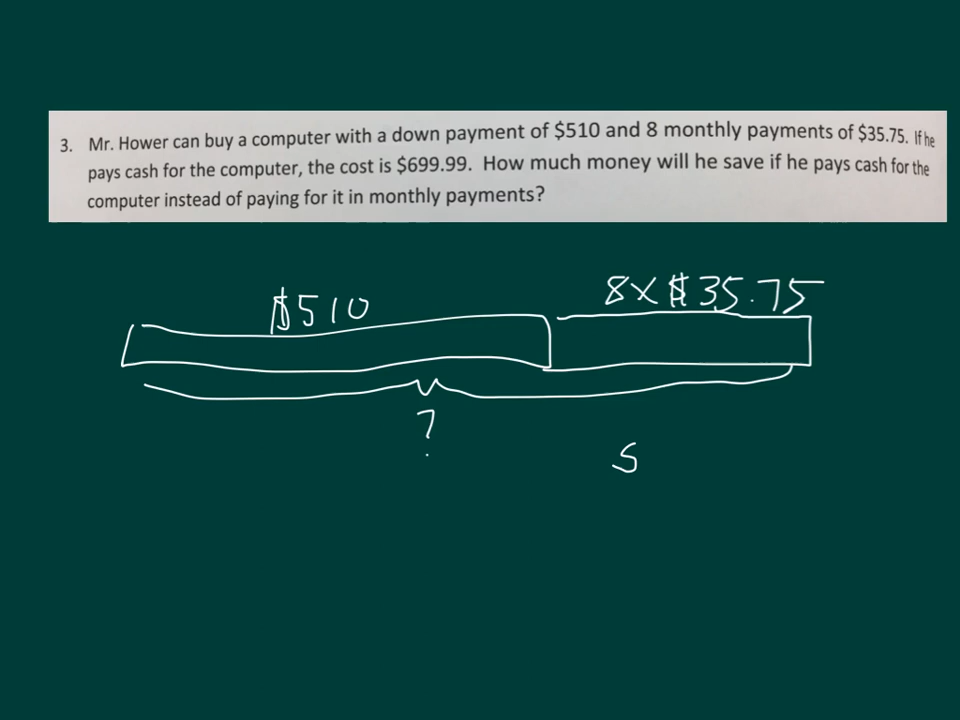 3. Mr. Hower can buy a computer with a down payment of $510 and 8 monthly payments of $35.75. If he
pays cash for the computer, the cost is $699.99. How much money will he save if he pays cash for the
computer instead of paying for it in monthly payments?
$510
8×$35.75
?
S